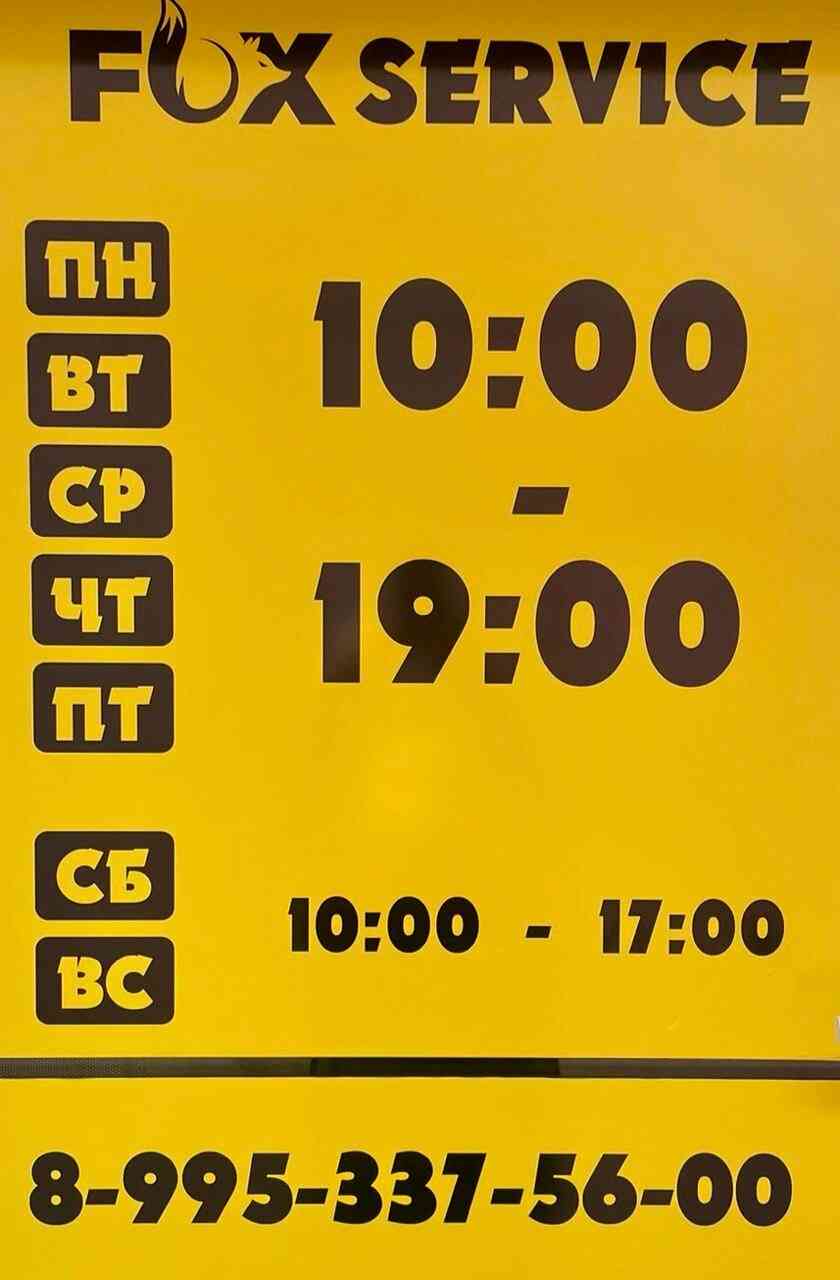 FOX SERVICE
ПН
ВТ
СР
ЧТ
ПТ
10:00
-
19:00
СБ
ВС
10:00 - 17:00
8-995-337-56-00